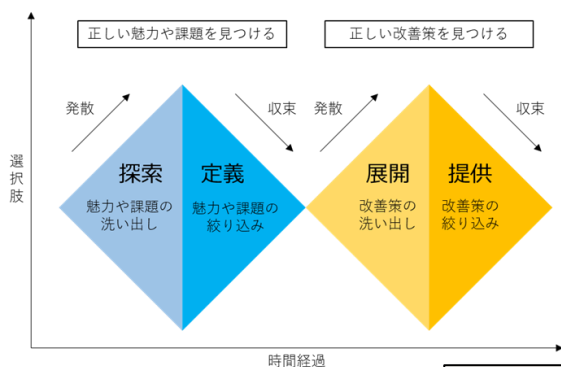 正しい魅力や課題を見つける
正しい改善策を見つける
発散
収束
発散
収束
選択肢
探索
魅力や課題の
洗い出し
定義
魅力や課題の
絞り込み
展開
改善策の
洗い出し
提供
改善策の
絞り込み
時間経過